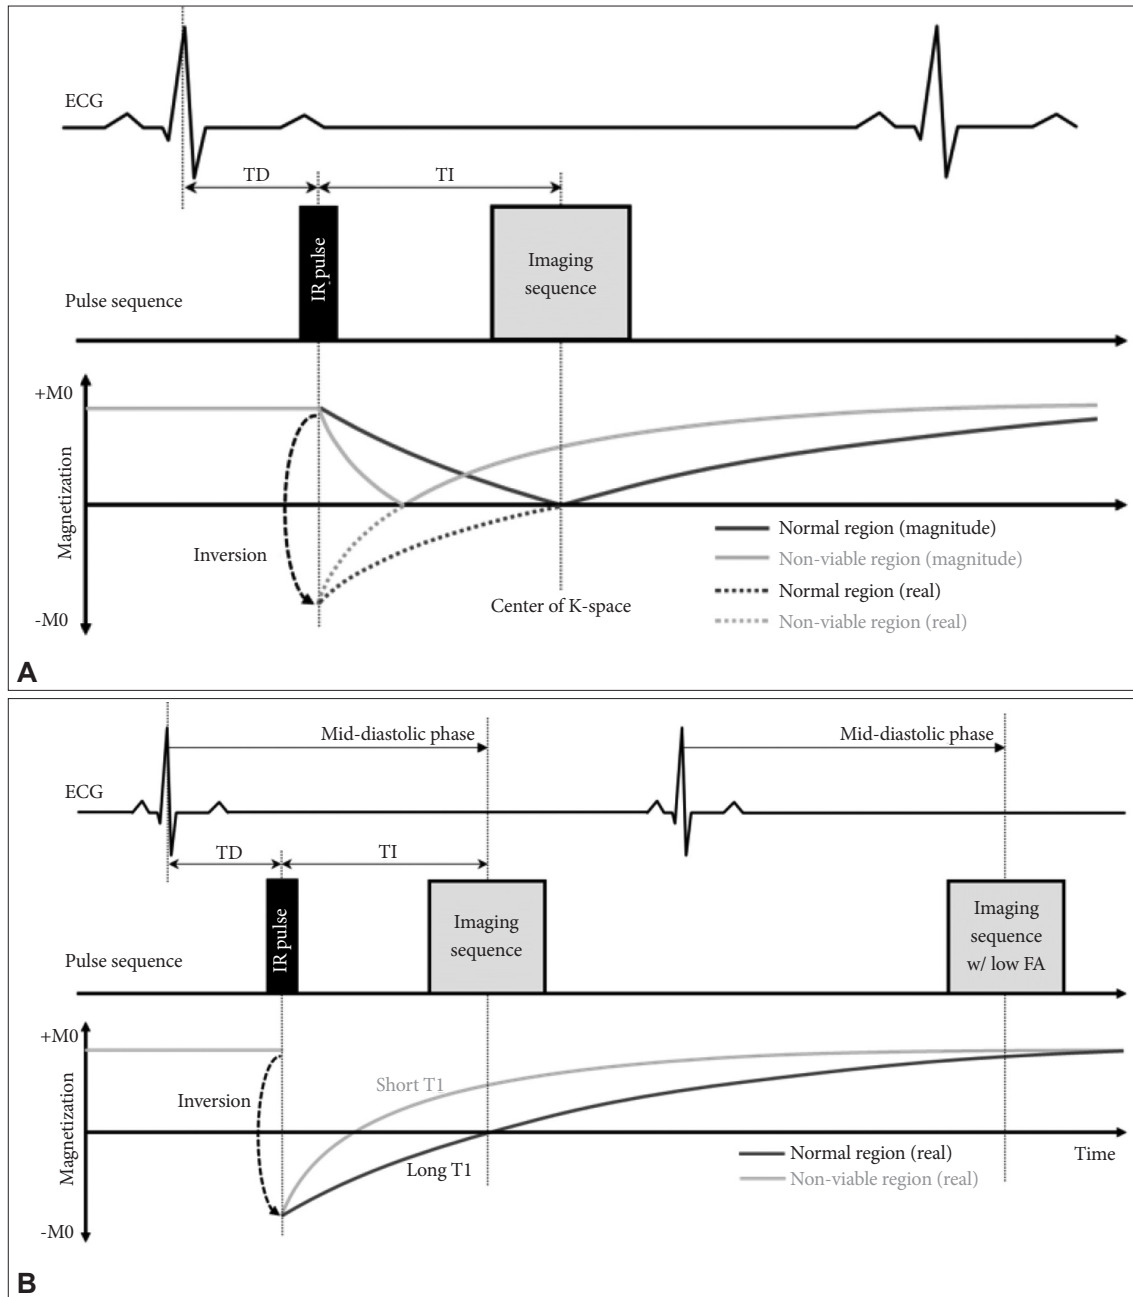 ECG
TD
TI
IR pulse
Imaging
sequence
Pulse sequence
+M0
Magnetization
Inversion
-M0
Center of K-space
Normal region (magnitude)
Non-viable region (magnitude)
Normal region (real)
Non-viable region (real)
A
Mid-diastolic phase
Mid-diastolic phase
ECG
TD
TI
IR pulse
Imaging
sequence
Imaging
sequence
w/ low FA
Pulse sequence
+M0
Magnetization
Short T1
Inversion
Long T1
Normal region (real)
Non-viable region (real)
Time
-M0
B